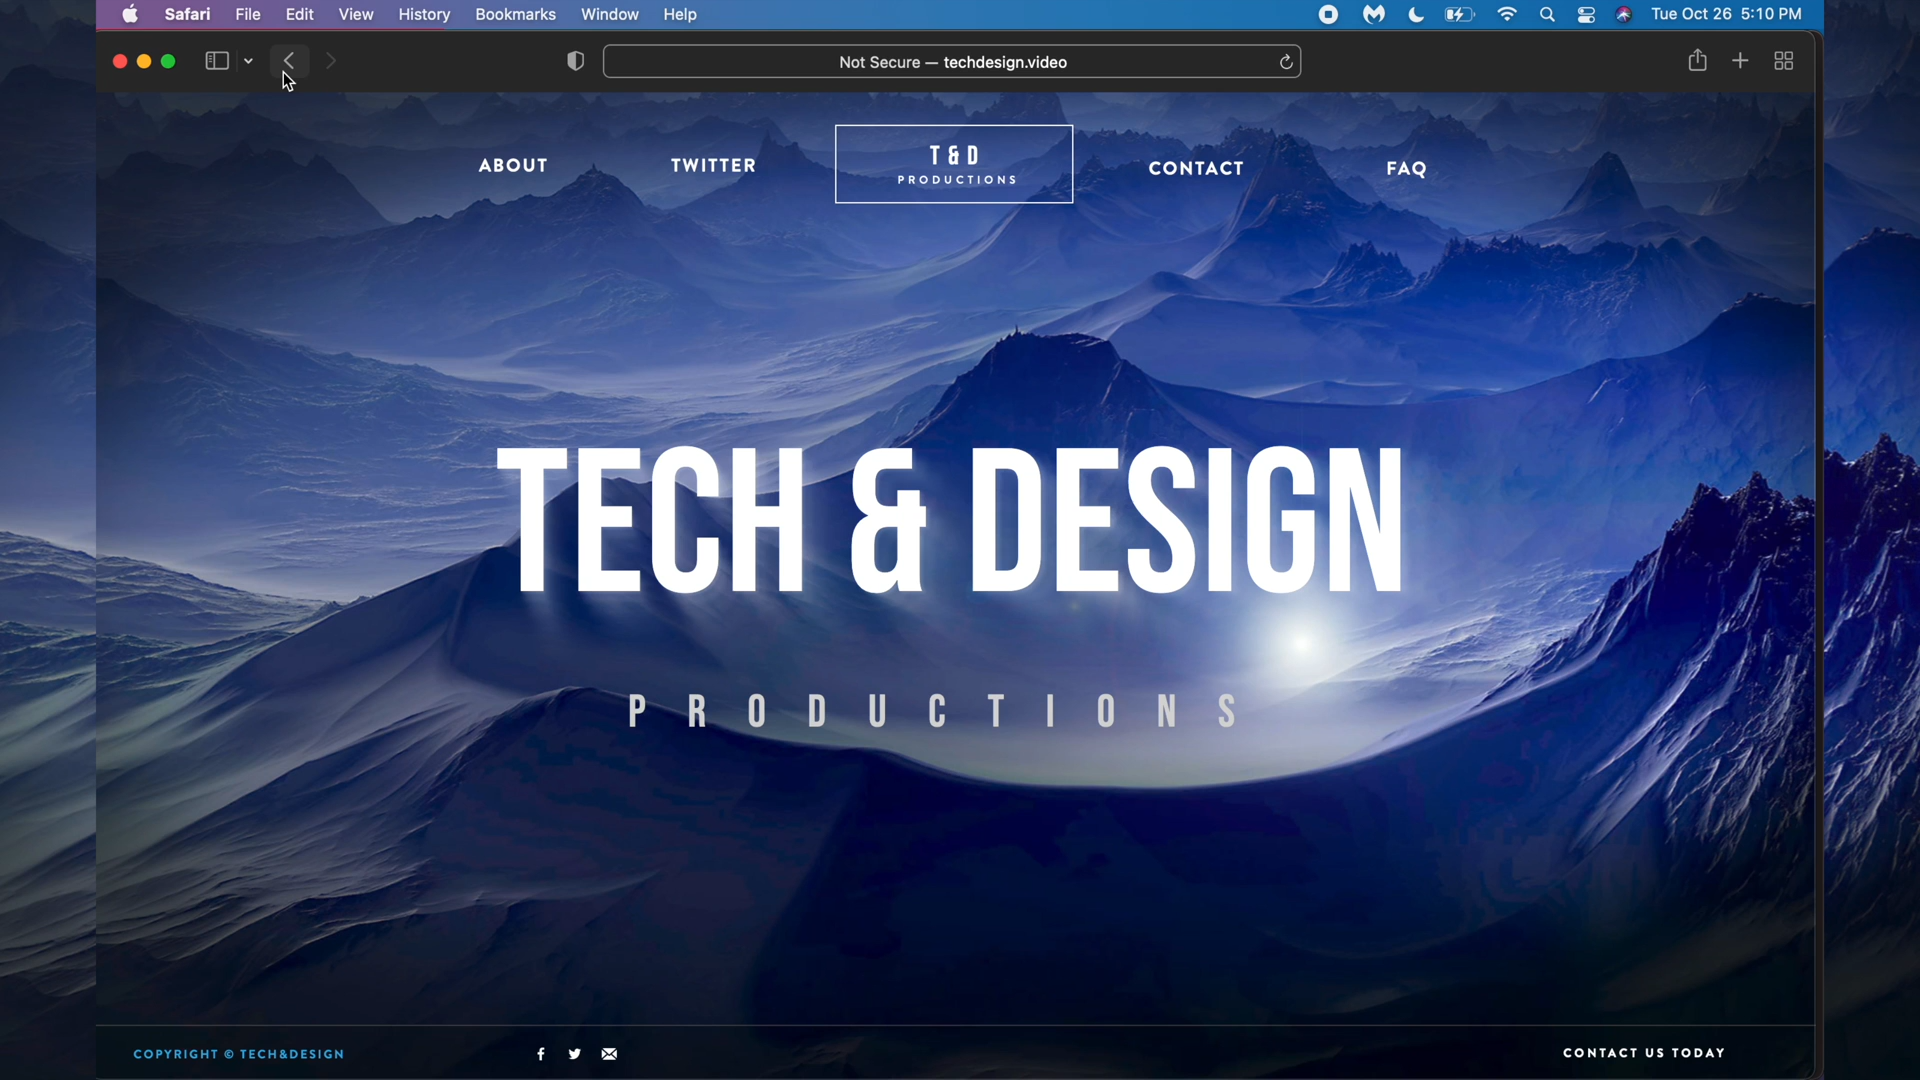 Safari File Edit View History Bookmarks Window Help Tue Oct 26 5:10 PM
Not Secure — techdesign.video
ABOUT TWITTER T & D CONTACT FAQ
PRODUCTIONS
TECH & DESIGN
PRODUCTIONS
COPYRIGHT © TECH&DESIGN CONTACT US TODAY